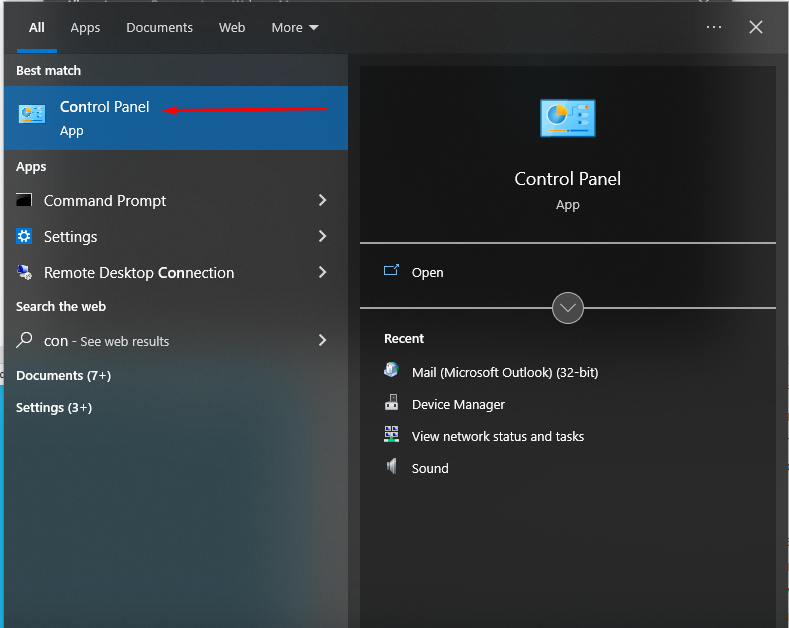 All Apps Documents Web More
Best match
Control Panel
App
Apps
Command Prompt
Settings
Remote Desktop Connection
Search the web
con - See web results
Documents (7+)
Settings (3+)
Control Panel
App
Open
Recent
Mail (Microsoft Outlook) (32-bit)
Device Manager
View network status and tasks
Sound